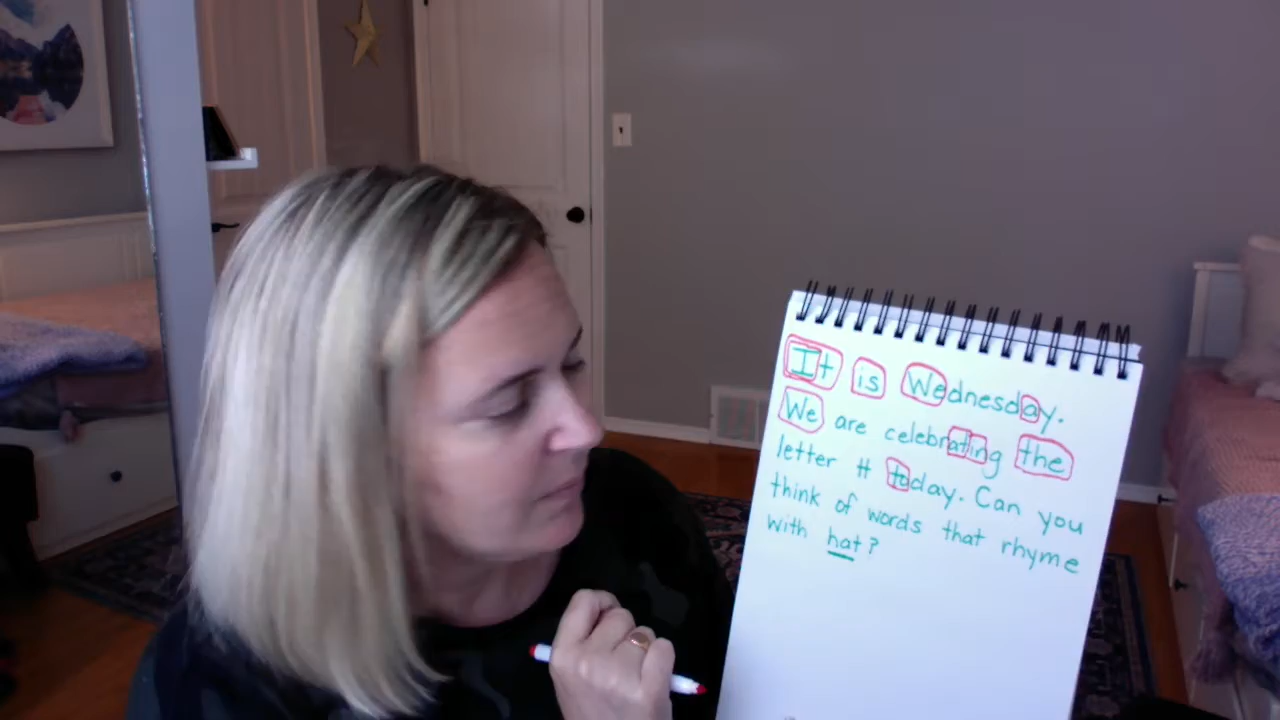 It is Wednesday.
We are celebrating the
letter H today. Can you
think of words that rhyme
with hat?